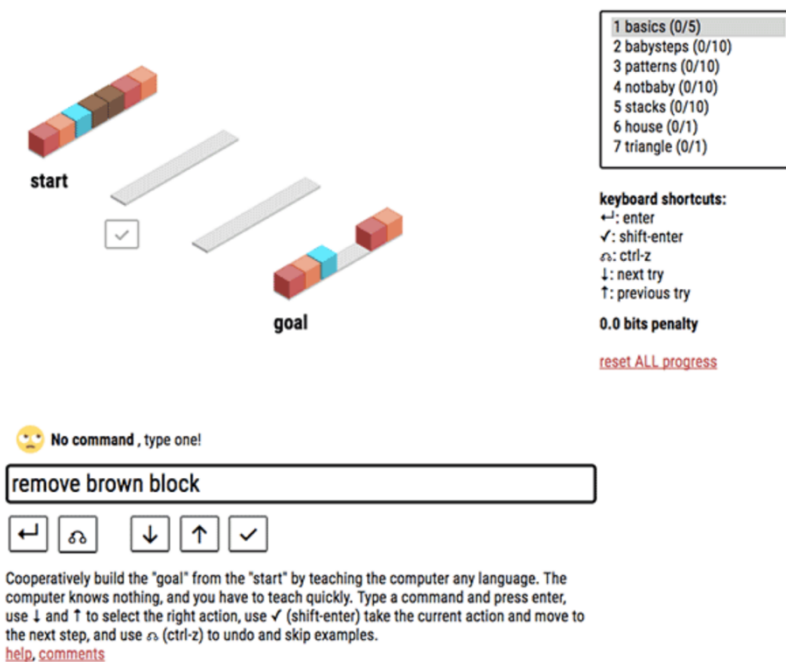 start
goal
1 basics (0/5)
2 babysteps (0/10)
3 patterns (0/10)
4 notbaby (0/10)
5 stacks (0/10)
6 house (0/1)
7 triangle (0/1)
keyboard shortcuts:
↵: enter
✓: shift-enter
ᴖ: ctrl-z
↓: next try
↑: previous try
0.0 bits penalty
reset ALL progress
No command , type one!
remove brown block
Cooperatively build the "goal" from the "start" by teaching the computer any language. The
computer knows nothing, and you have to teach quickly. Type a command and press enter,
use ↓ and ↑ to select the right action, use ✓ (shift-enter) take the current action and move to
the next step, and use ᴖ (ctrl-z) to undo and skip examples.
help, comments